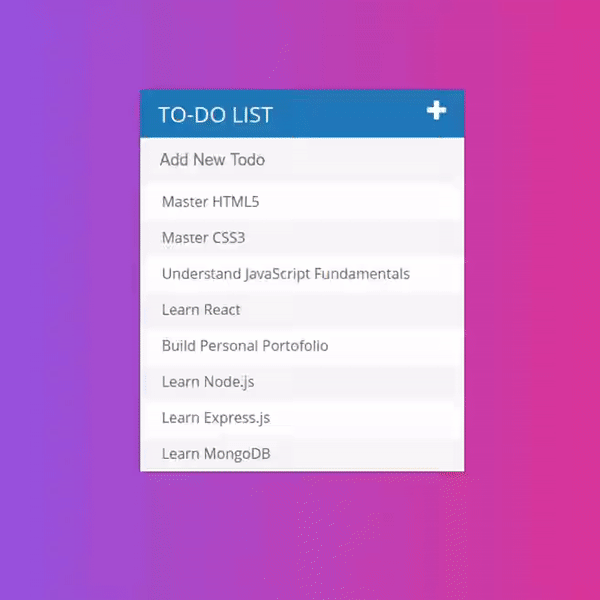 TO-DO LIST
Add New Todo
Master HTML5
Master CSS3
Understand JavaScript Fundamentals
Learn React
Build Personal Portofolio
Learn Node.js
Learn Express.js
Learn MongoDB